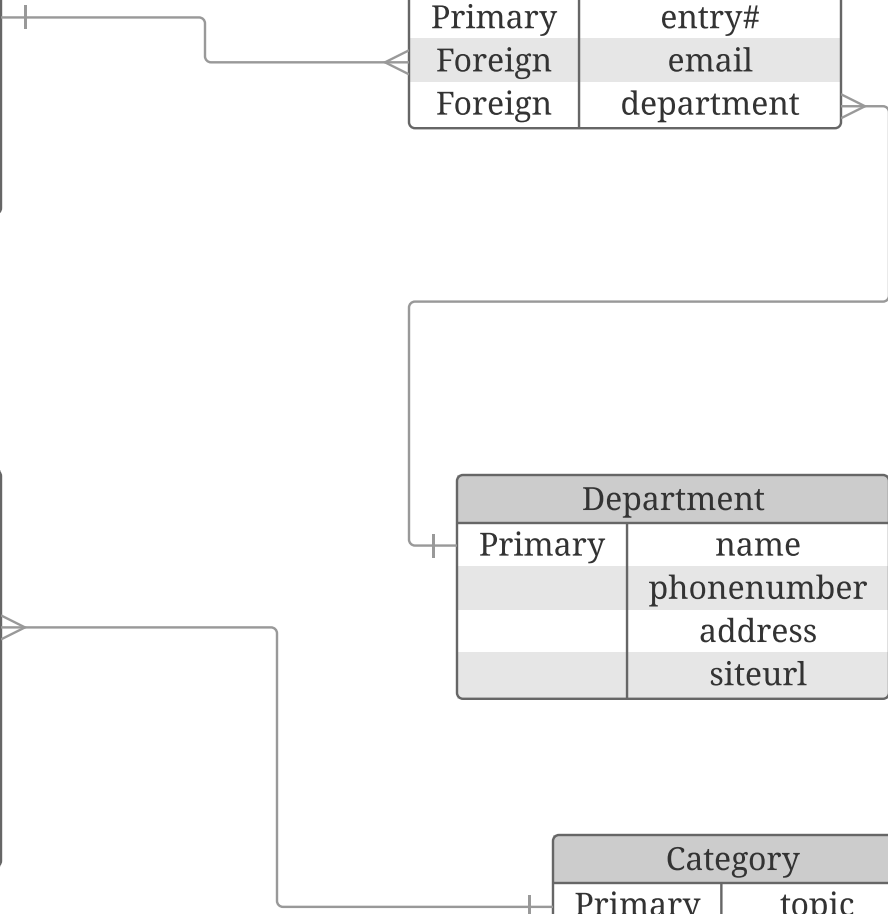 Primary entry#
Foreign email
Foreign department
Department
Primary name
phonenumber
address
siteurl
Category
Primary topic